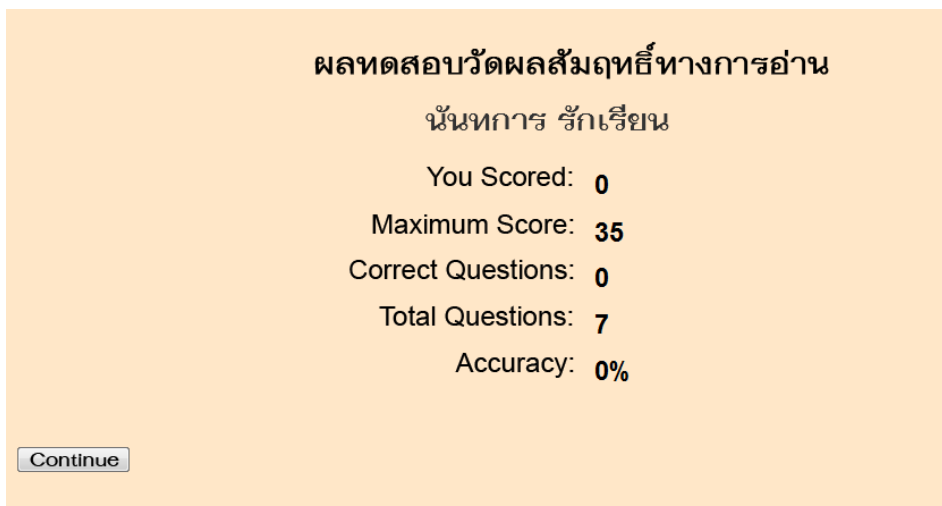 ผลทดสอบวัดผลสัมฤทธิ์ทางการอ่าน
นันทการ รักเรียน
You Scored: 0
Maximum Score: 35
Correct Questions: 0
Total Questions: 7
Accuracy: 0%
Continue